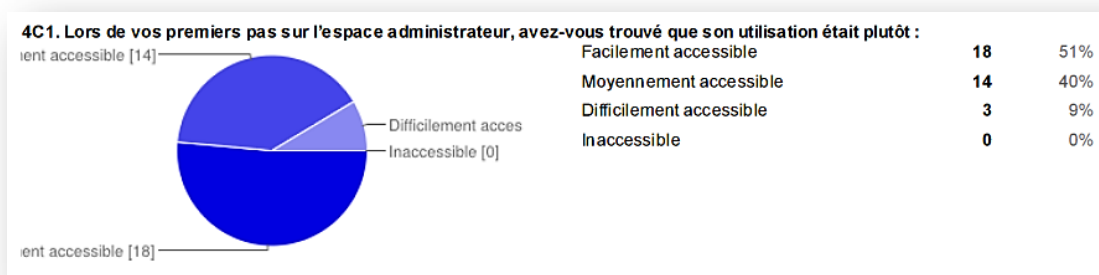 4C1. Lors de vos premiers pas sur l'espace administrateur, avez-vous trouvé que son utilisation était plutôt :
accessible [14]
Difficilement acces
Inaccessible [0]
accessible [18]
Facilement accessible 18 51%
Moyennement accessible 14 40%
Difficilement accessible 3 9%
Inaccessible 0 0%